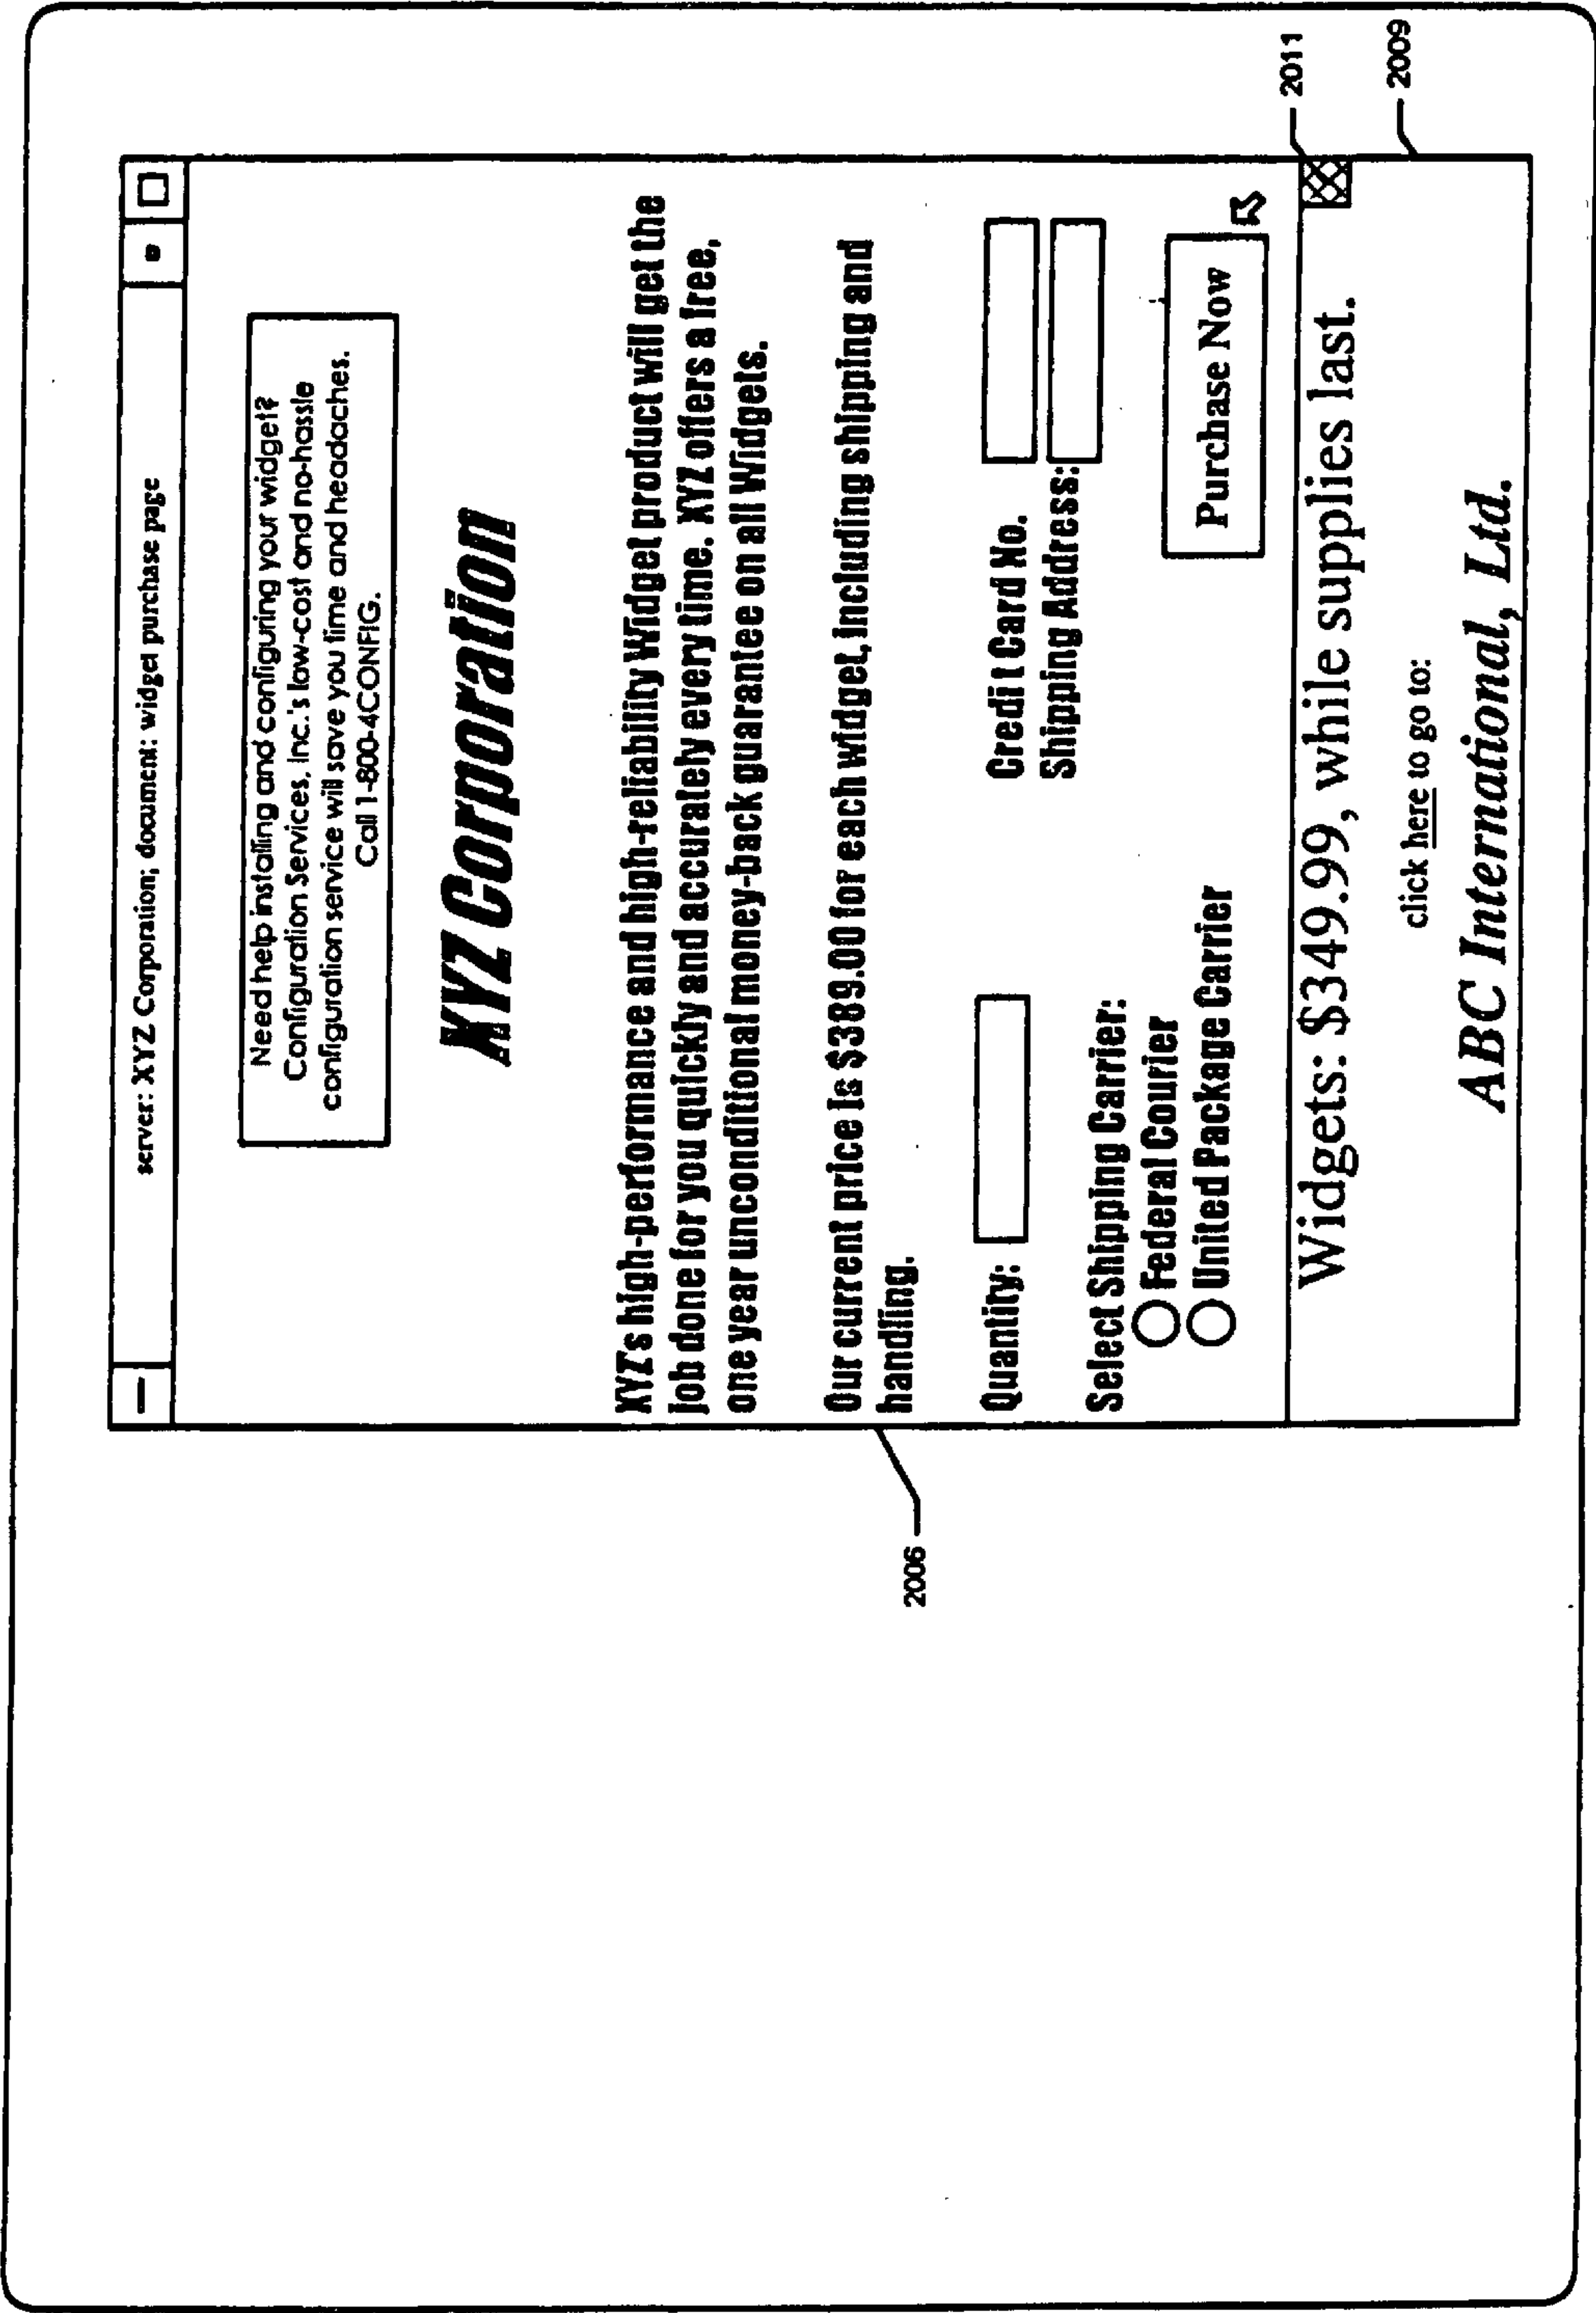 server: XYZ Corporation; document: widget purchase page
Need help installing and configuring your widget?
Configuration Services, Inc.'s low-cost and no-hassle
configuration service will save you time and headaches.
Call 1-800-4CONFIG.
XYZ Corporation
XYZ's high-performance and high-reliability Widget product will get the
job done for you quickly and accurately every time. XYZ offers a free,
one year unconditional money-back guarantee on all Widgets.
Our current price is $389.00 for each widget, including shipping and
handling.
Quantity:
Credit Card No.
Shipping Address:
Select Shipping Carrier:
Federal Courier
United Package Carrier
Purchase Now
Widgets: $349.99, while supplies last.
click here to go to:
ABC International, Ltd.
2006
2011
2009